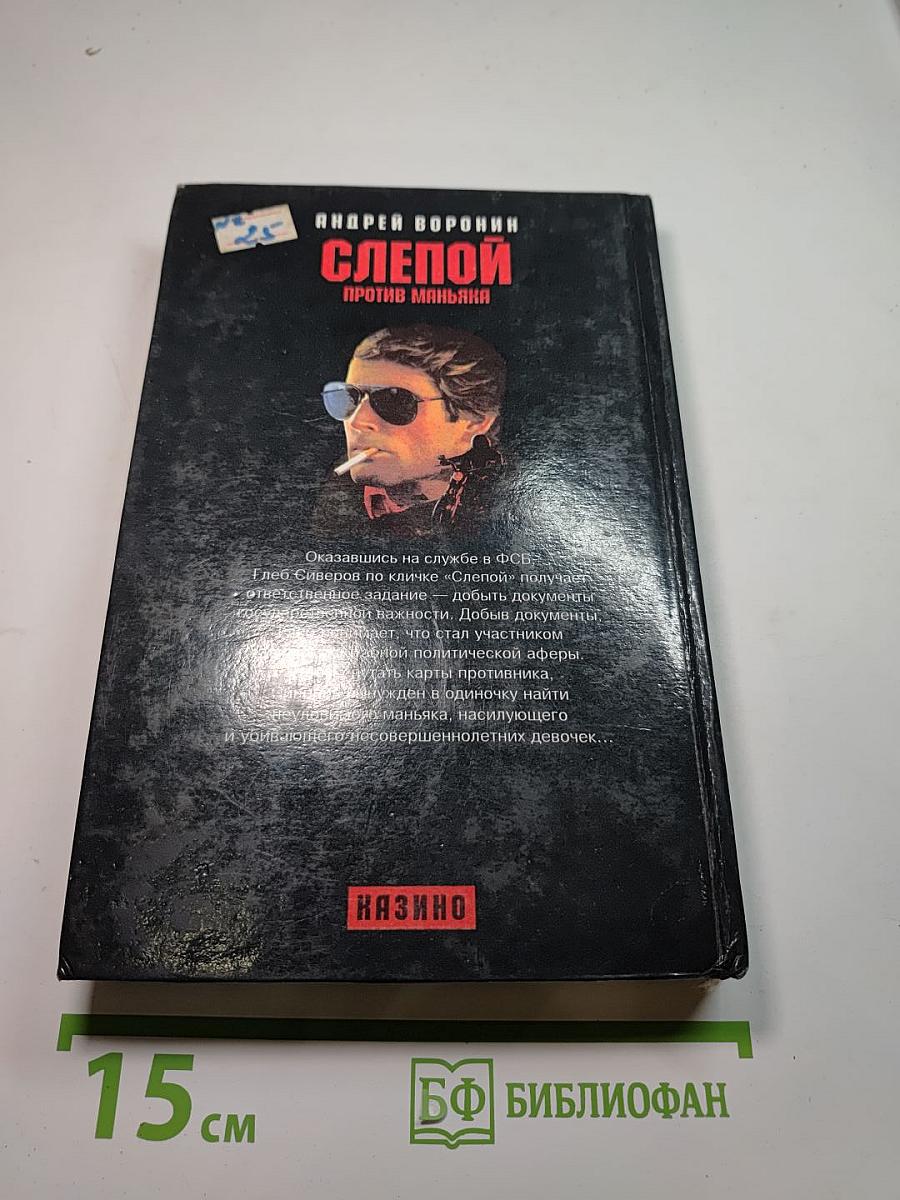 25-
АНДРЕЙ ВОРОНИН
СЛЕПОЙ
ПРОТИВ МАНЬЯКА
Оказавшись на службе в ФСБ,
Глеб Сиверов по кличке «Слепой» получает
ответственное задание — добыть документы
государственной важности. Добыв документы,
что стал участником
политической аферы.
карты противника,
вынужден в одиночку найти
неуловимого маньяка, насилующего
и убивающего несовершеннолетних девочек...
КАЗИНО
15 см
БФ БИБЛИОФАН